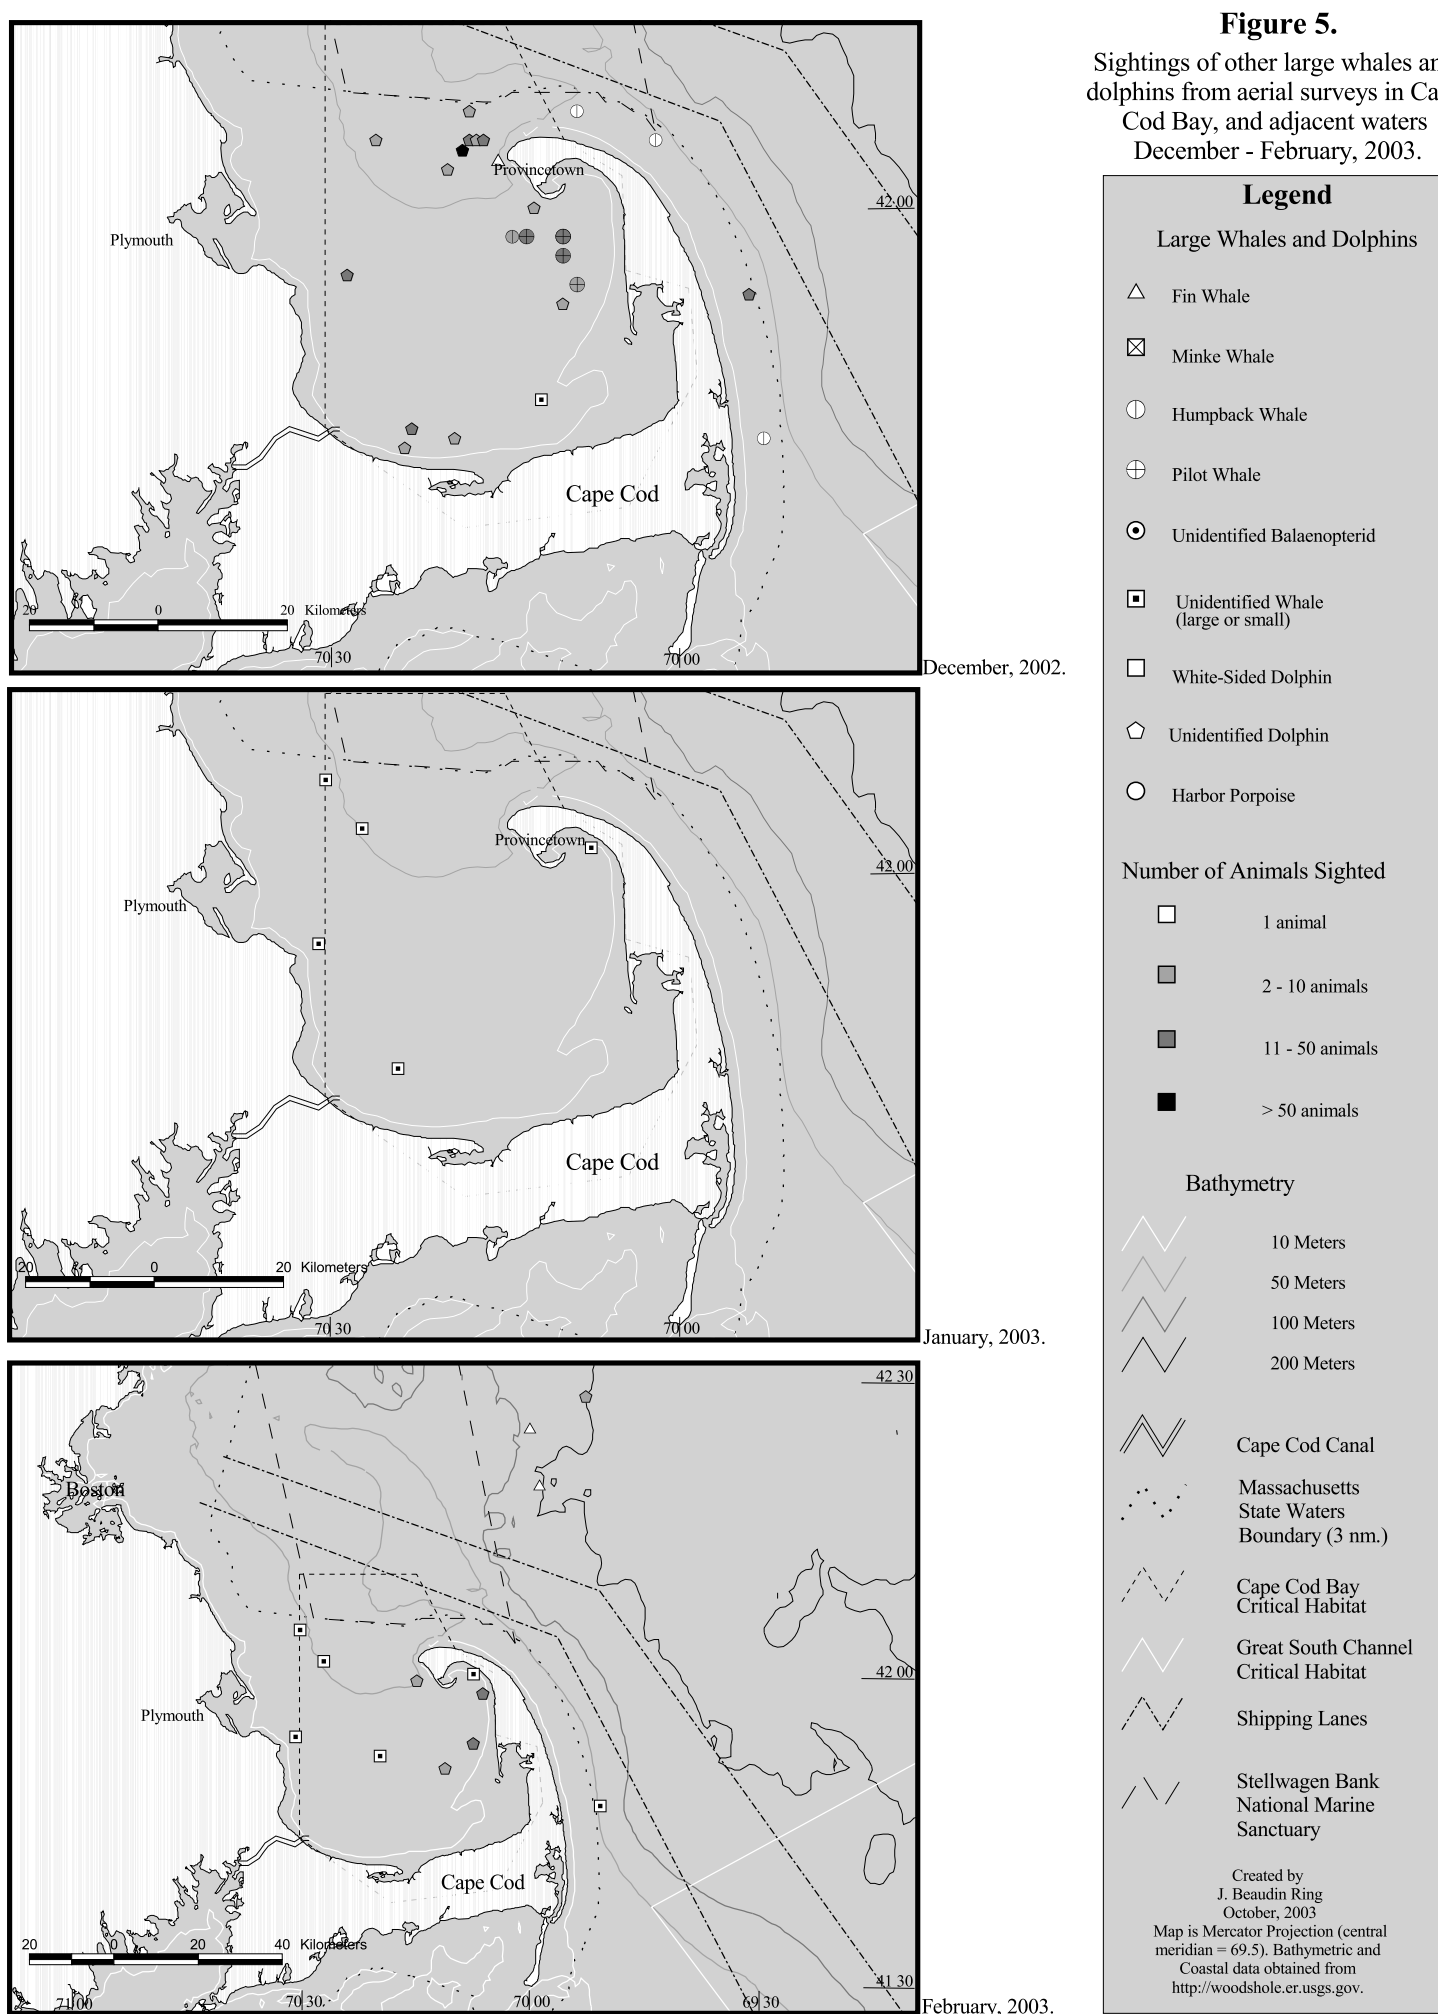 Figure 5.
Sightings of other large whales an
dolphins from aerial surveys in Ca
Cod Bay, and adjacent waters
December - February, 2003.
Provincetown
42 00
Plymouth
Cape Cod
20 0 20 Kilometers
70 30
70 00
December, 2002.
Provincetown
42 00
Plymouth
Cape Cod
20 0 20 Kilometers
70 30
70 00
January, 2003.
42 30
Boston
42 00
Plymouth
Cape Cod
20 0 20 40 Kilometers
41 30
71 00
70 30
70 00
69 30
February, 2003.
Legend
Large Whales and Dolphins
Fin Whale
Minke Whale
Humpback Whale
Pilot Whale
Unidentified Balaenopterid
Unidentified Whale
(large or small)
White-Sided Dolphin
Unidentified Dolphin
Harbor Porpoise
Number of Animals Sighted
1 animal
2 - 10 animals
11 - 50 animals
> 50 animals
Bathymetry
10 Meters
50 Meters
100 Meters
200 Meters
Cape Cod Canal
Massachusetts
State Waters
Boundary (3 nm.)
Cape Cod Bay
Critical Habitat
Great South Channel
Critical Habitat
Shipping Lanes
Stellwagen Bank
National Marine
Sanctuary
Created by
J. Beaudin Ring
October, 2003
Map is Mercator Projection (central
meridian = 69.5). Bathymetric and
Coastal data obtained from
http://woodshole.er.usgs.gov.